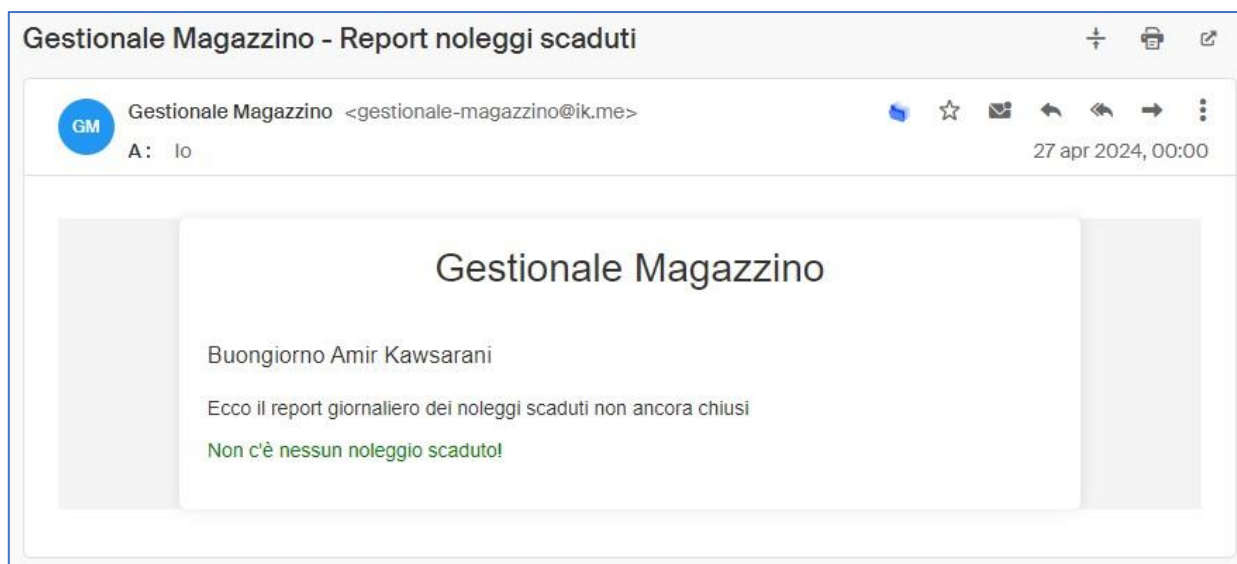 Gestionale Magazzino - Report noleggi scaduti
GM
Gestionale Magazzino <gestionale-magazzino@ik.me>
A: Io
27 apr 2024, 00:00
Gestionale Magazzino
Buongiorno Amir Kawsarani
Ecco il report giornaliero dei noleggi scaduti non ancora chiusi
Non c'è nessun noleggio scaduto!